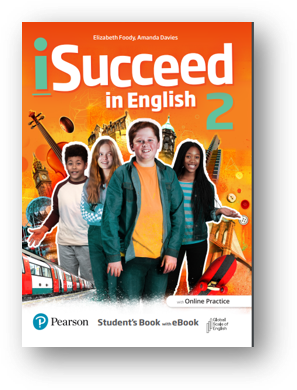 Elizabeth Foody, Amanda Davies
iSucceed
in English
2
with Online Practice
Pearson
Student's Book with eBook
Global
Scale of
English